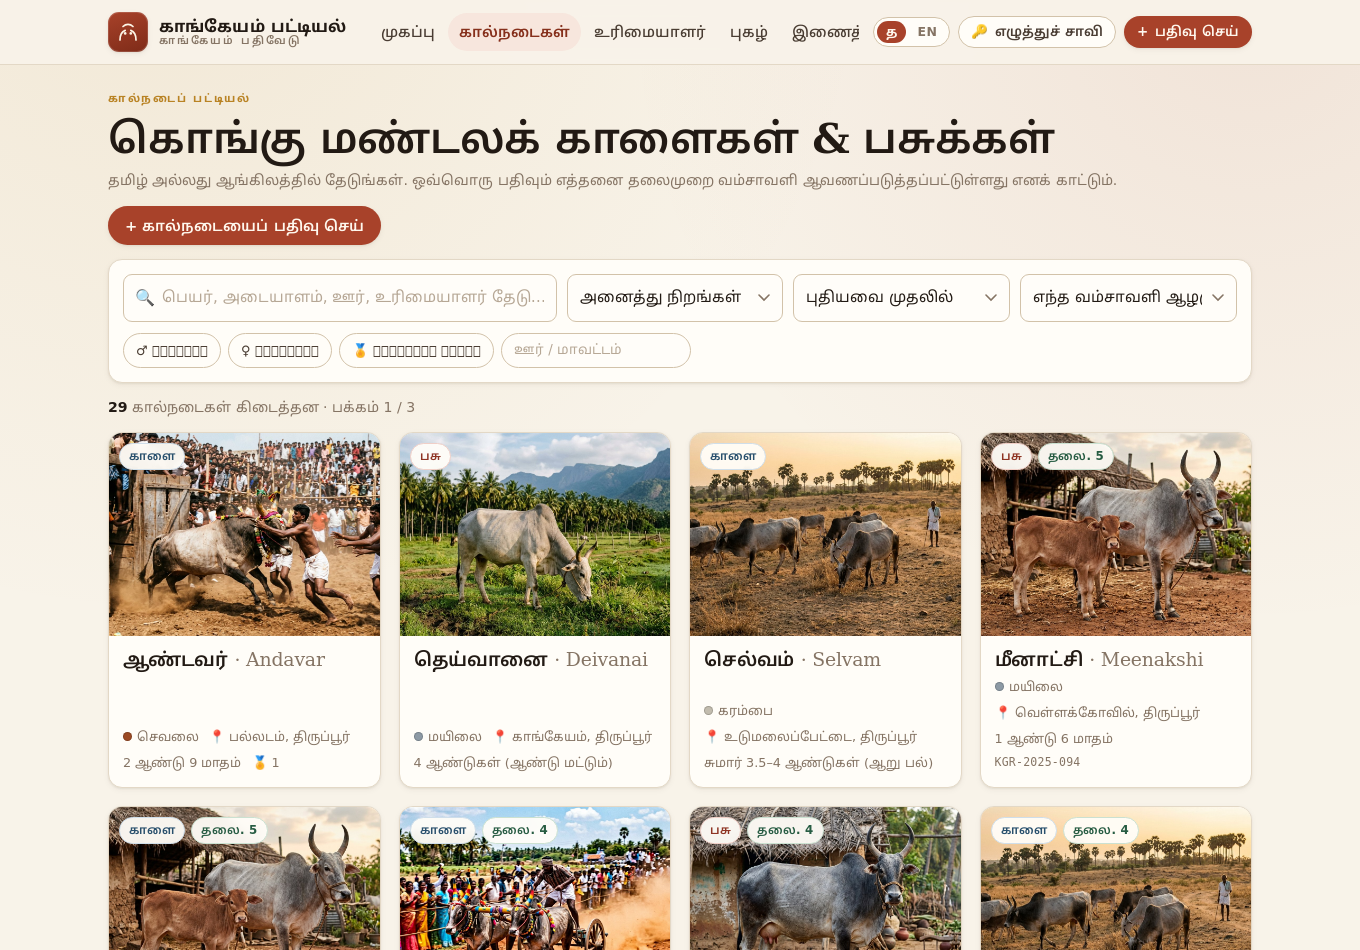 காங்கேயம் பட்டியல்
காங்கேயம் பதிவேடு
முகப்பு கால்நடைகள் உரிமையாளர் புகழ்
த EN 🔑 எழுத்துச் சாவி + பதிவு செய்
கால்நடைப் பட்டியல்
கொங்கு மண்டலக் காளைகள் & பசுக்கள்
தமிழ் அல்லது ஆங்கிலத்தில் தேடுங்கள். ஒவ்வொரு பதிவும் எத்தனை தலைமுறை வம்சாவளி ஆவணப்படுத்தப்பட்டுள்ளது எனக் காட்டும்.
+ கால்நடையைப் பதிவு செய்
🔍 பெயர், அடையாளம், ஊர், உரிமையாளர் தேடு... அனைத்து நிறங்கள் புதியவை முதலில் எந்த வம்சாவளி
♂ ♀ 🏅 ஊர் / மாவட்டம்
29 கால்நடைகள் கிடைத்தன · பக்கம் 1 / 3
காளை
பசு
காளை
பசு தலை. 5
ஆண்டவர் · Andavar
செவலை 📍 பல்லடம், திருப்பூர்
2 ஆண்டு 9 மாதம் 🏅 1
தெய்வானை · Deivanai
மயிலை 📍 காங்கேயம், திருப்பூர்
4 ஆண்டுகள் (ஆண்டு மட்டும்)
செல்வம் · Selvam
கரம்பை
📍 உடுமலைப்பேட்டை, திருப்பூர்
சுமார் 3.5–4 ஆண்டுகள் (ஆறு பல்)
மீனாட்சி · Meenakshi
மயிலை
📍 வெள்ளக்கோவில், திருப்பூர்
1 ஆண்டு 6 மாதம்
KGR-2025-094
காளை தலை. 5
காளை தலை. 4
பசு தலை. 4
காளை தலை. 4